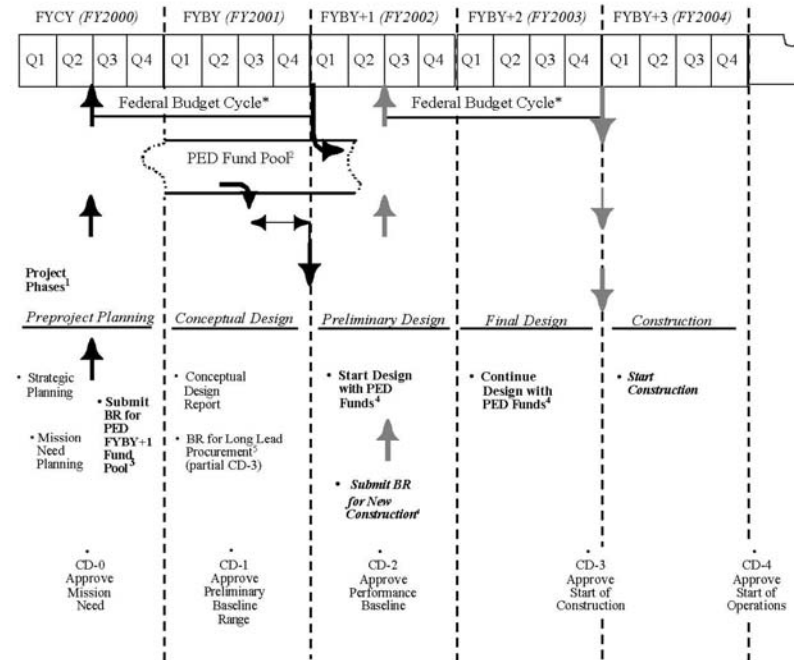 FYCY (FY2000) FYBY (FY2001) FYBY+1 (FY2002) FYBY+2 (FY2003) FYBY+3 (FY2004)
Q1 Q2 Q3 Q4 Q1 Q2 Q3 Q4 Q1 Q2 Q3 Q4 Q1 Q2 Q3 Q4 Q1 Q2 Q3 Q4
Federal Budget Cycle* Federal Budget Cycle*
PED Fund Pool²
Project
Phases¹
Preproject Planning Conceptual Design Preliminary Design Final Design Construction
• Strategic
Planning
• Mission
Need
Planning
• Submit
BR for
PED
FYBY+1
Fund
Pool³
• Conceptual
Design
Report
• BR for Long Lead
Procurement⁵
(partial CD-3)
• Start Design
with PED
Funds⁴
• Submit BR
for New
Construction⁶
• Continue
Design with
PED Funds⁴
• Start
Construction
•
CD-0
Approve
Mission
Need
•
CD-1
Approve
Preliminary
Baseline
Range
•
CD-2
Approve
Performance
Baseline
•
CD-3
Approve
Start of
Construction
•
CD-4
Approve
Start of
Operations